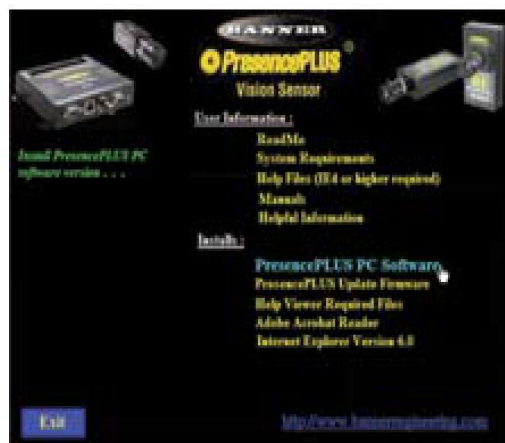 BANNER
PresencePLUS®
Vision Sensor
User Information :
ReadMe
System Requirements
Help Files (IE4 or higher required)
Manuals
Helpful Information
Install PresencePLUS PC
software version . . .
Installs :
PresencePLUS PC Software
PresencePLUS Update Firmware
Help Viewer Required Files
Adobe Acrobat Reader
Internet Explorer Version 4.0
Exit
http://www.bannerengineering.com